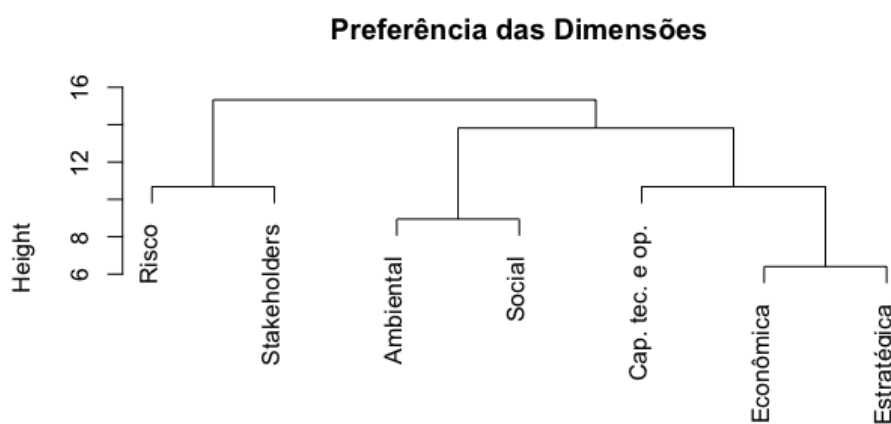 Preferência das Dimensões
Height
16
12
8
6
Risco
Stakeholders
Ambiental
Social
Cap. tec. e op.
Econômica
Estratégica